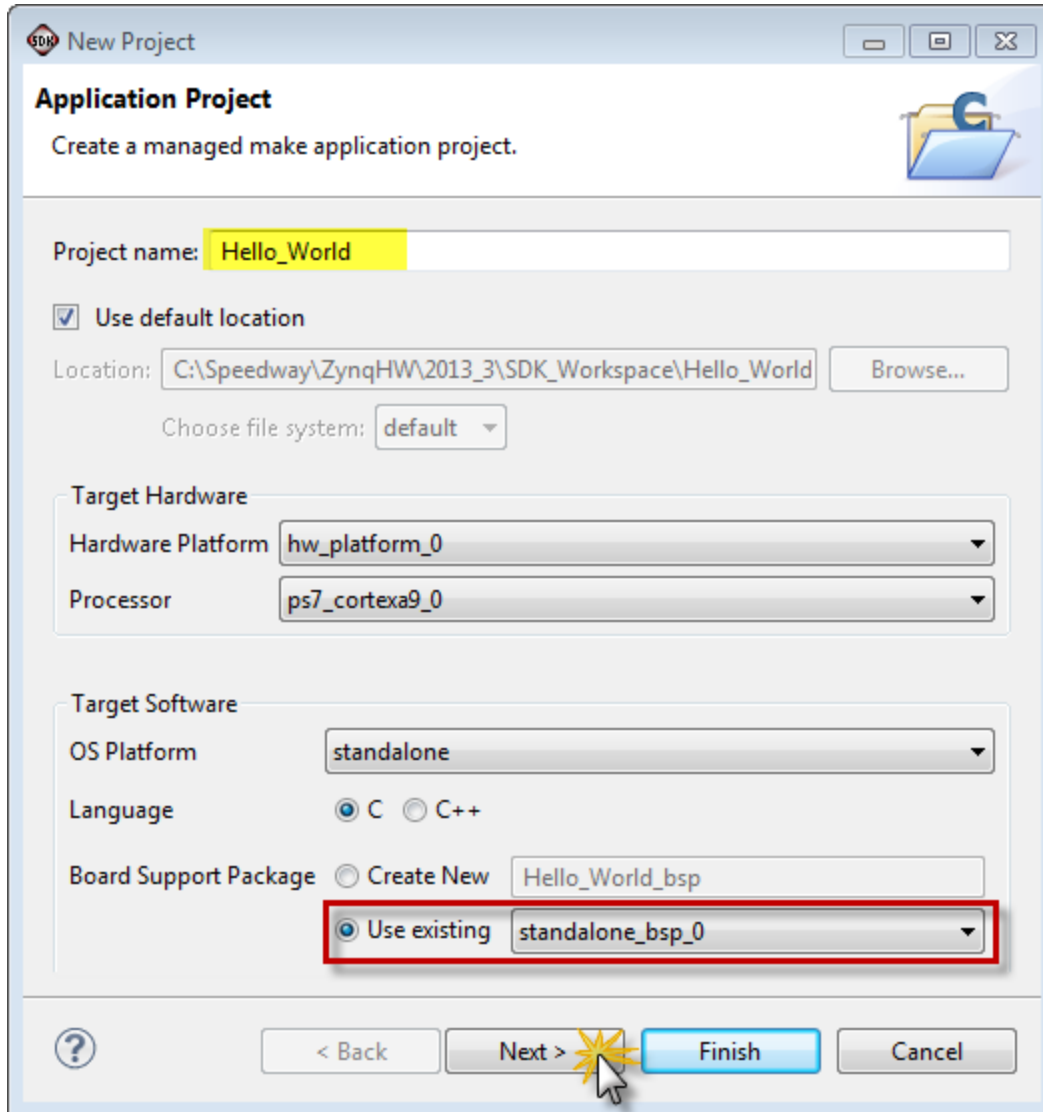 SDK New Project
Application Project
Create a managed make application project.
C
Project name: Hello_World
Use default location
Location: C:\Speedway\ZynqHW\2013_3\SDK_Workspace\Hello_World Browse...
Choose file system: default
Target Hardware
Hardware Platform hw_platform_0
Processor ps7_cortexa9_0
Target Software
OS Platform standalone
Language C C++
Board Support Package Create New Hello_World_bsp
Use existing standalone_bsp_0
? < Back Next > Finish Cancel